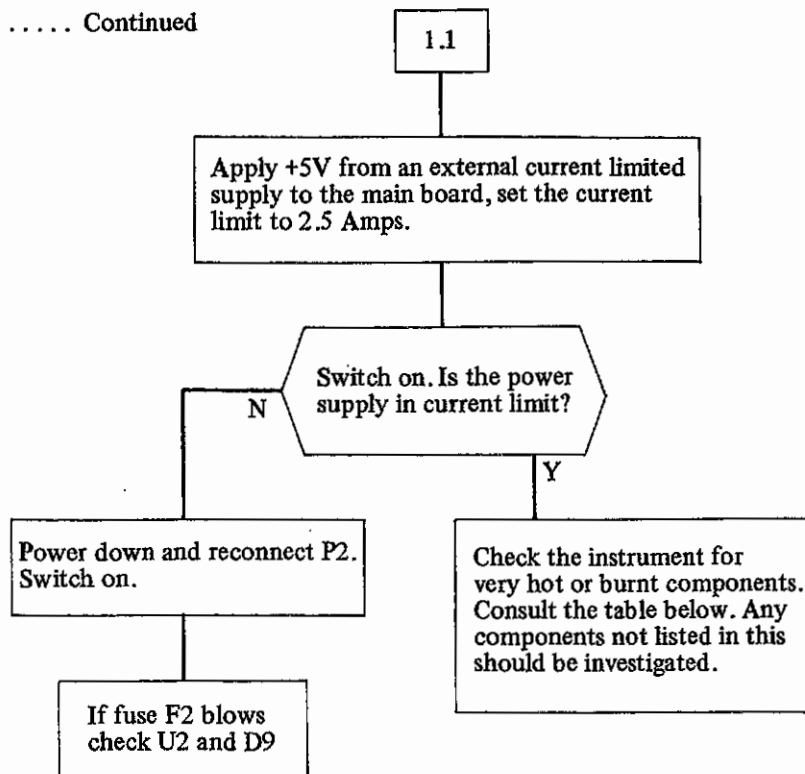 ..... Continued
1.1
Apply +5V from an external current limited
supply to the main board, set the current
limit to 2.5 Amps.
Switch on. Is the power
supply in current limit?
N
Y
Power down and reconnect P2.
Switch on.
Check the instrument for
very hot or burnt components.
Consult the table below. Any
components not listed in this
should be investigated.
If fuse F2 blows
check U2 and D9